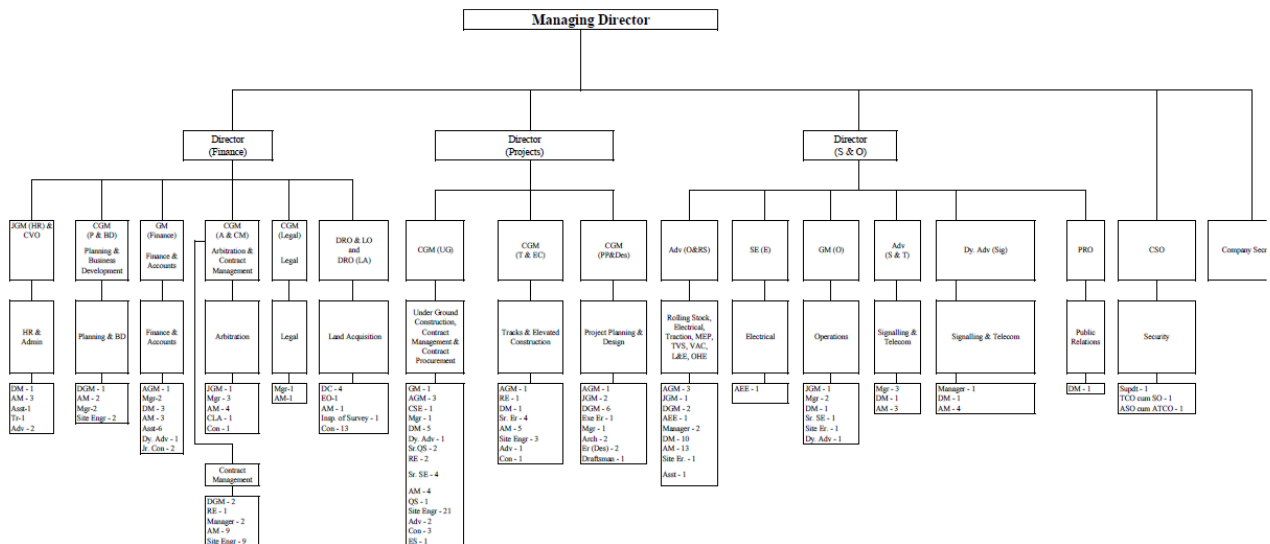 Managing Director
Director
(Finance)
Director
(Projects)
Director
(S & O)
JGM (HR) &
CVO
CGM
(P & BD)
Planning &
Business
Development
GM
(Finance)
Finance &
Accounts
CGM
(A & CM)
Arbitration &
Contract
Management
CGM
(Legal)
Legal
DRO & LO
and
DRO (LA)
CGM (UG)
CGM
(T & EC)
CGM
(PP&Des)
Adv (O&RS)
SE (E)
GM (O)
Adv
(S & T)
Dy. Adv (Sig)
PRO
CSO
Company Secr
HR &
Admin
Planning & BD
Finance &
Accounts
Arbitration
Legal
Land Acquisition
Under Ground
Construction,
Contract
Management &
Contract
Procurement
Tracks & Elevated
Construction
Project Planning &
Design
Rolling Stock,
Electrical,
Traction, MEP,
TVS, VAC,
L&E, OHE
Electrical
Operations
Signalling &
Telecom
Signalling & Telecom
Public
Relations
Security
DM - 1
AM - 3
Asst-1
Tr-1
Adv - 2
DGM - 1
AM - 2
Mgr-2
Site Engr - 2
AGM - 1
Mgr-2
DM - 3
AM - 3
Asst-6
Dy. Adv - 1
Jr. Con - 2
JGM - 1
Mgr - 3
AM - 4
CLA - 1
Con - 1
Mgr-1
AM-1
DC - 4
EO-1
AM - 1
Insp. of Survey - 1
Con - 13
GM - 1
AGM - 3
CSE - 1
Mgr - 1
DM - 5
Dy. Adv - 1
Sr.QS - 2
RE - 2
Sr. SE - 4
AM - 4
QS - 1
Site Engr - 21
Adv - 2
Con - 3
ES - 1
AGM - 1
RE - 1
DM - 1
Sr. Er - 4
AM - 5
Site Engr - 3
Adv - 1
Con - 1
AGM - 1
JGM - 2
DGM - 6
Exe Er - 1
Mgr - 1
Arch - 2
Er (Des) - 2
Draftsman - 1
AGM - 3
JGM - 1
DGM - 2
AEE - 1
Manager - 2
DM - 10
AM - 13
Site Er. - 1
Asst - 1
AEE - 1
JGM - 1
Mgr - 2
DM - 1
Sr. SE - 1
Site Er. - 1
Dy. Adv - 1
Mgr - 3
DM - 1
AM - 3
Manager - 1
DM - 1
AM - 4
DM - 1
Supdt - 1
TCO cum SO - 1
ASO cum ATCO - 1
Contract
Management
DGM - 2
RE - 1
Manager - 2
AM - 9
Site Engr - 9